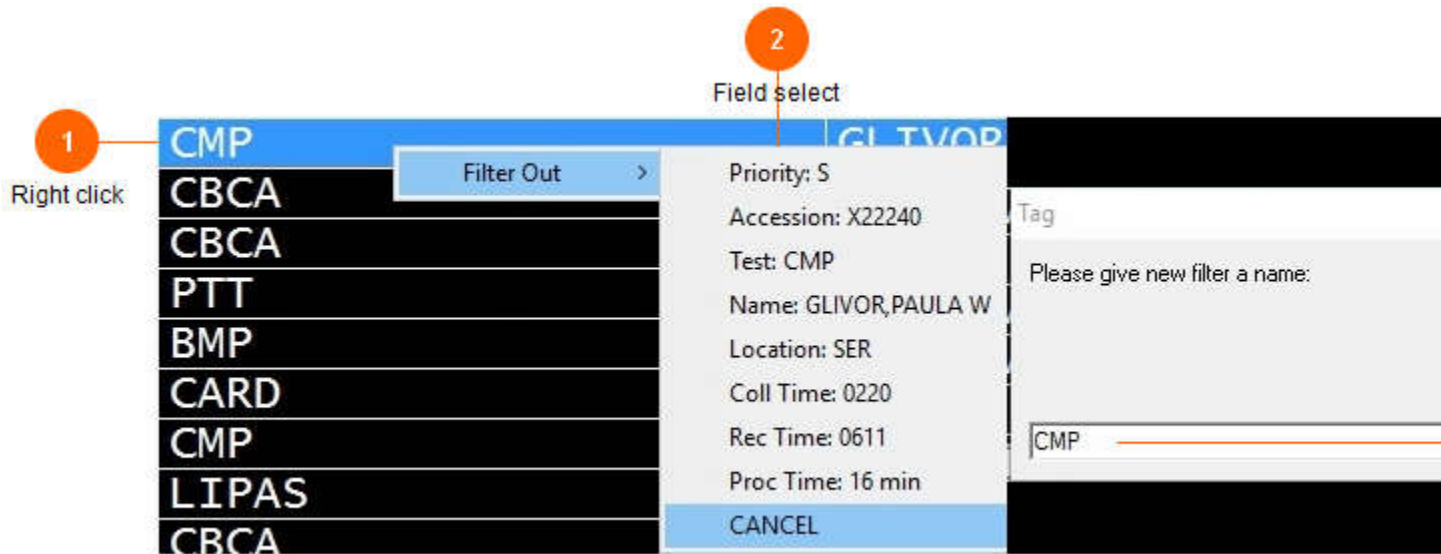 2
Field select
1
Right click
CMP
GLIVOR
CBCA
CBCA
PTT
BMP
CARD
CMP
LIPAS
CBCA
Filter Out >
Priority: S
Accession: X22240
Test: CMP
Name: GLIVOR,PAULA W
Location: SER
Coll Time: 0220
Rec Time: 0611
Proc Time: 16 min
CANCEL
Tag
Please give new filter a name:
CMP